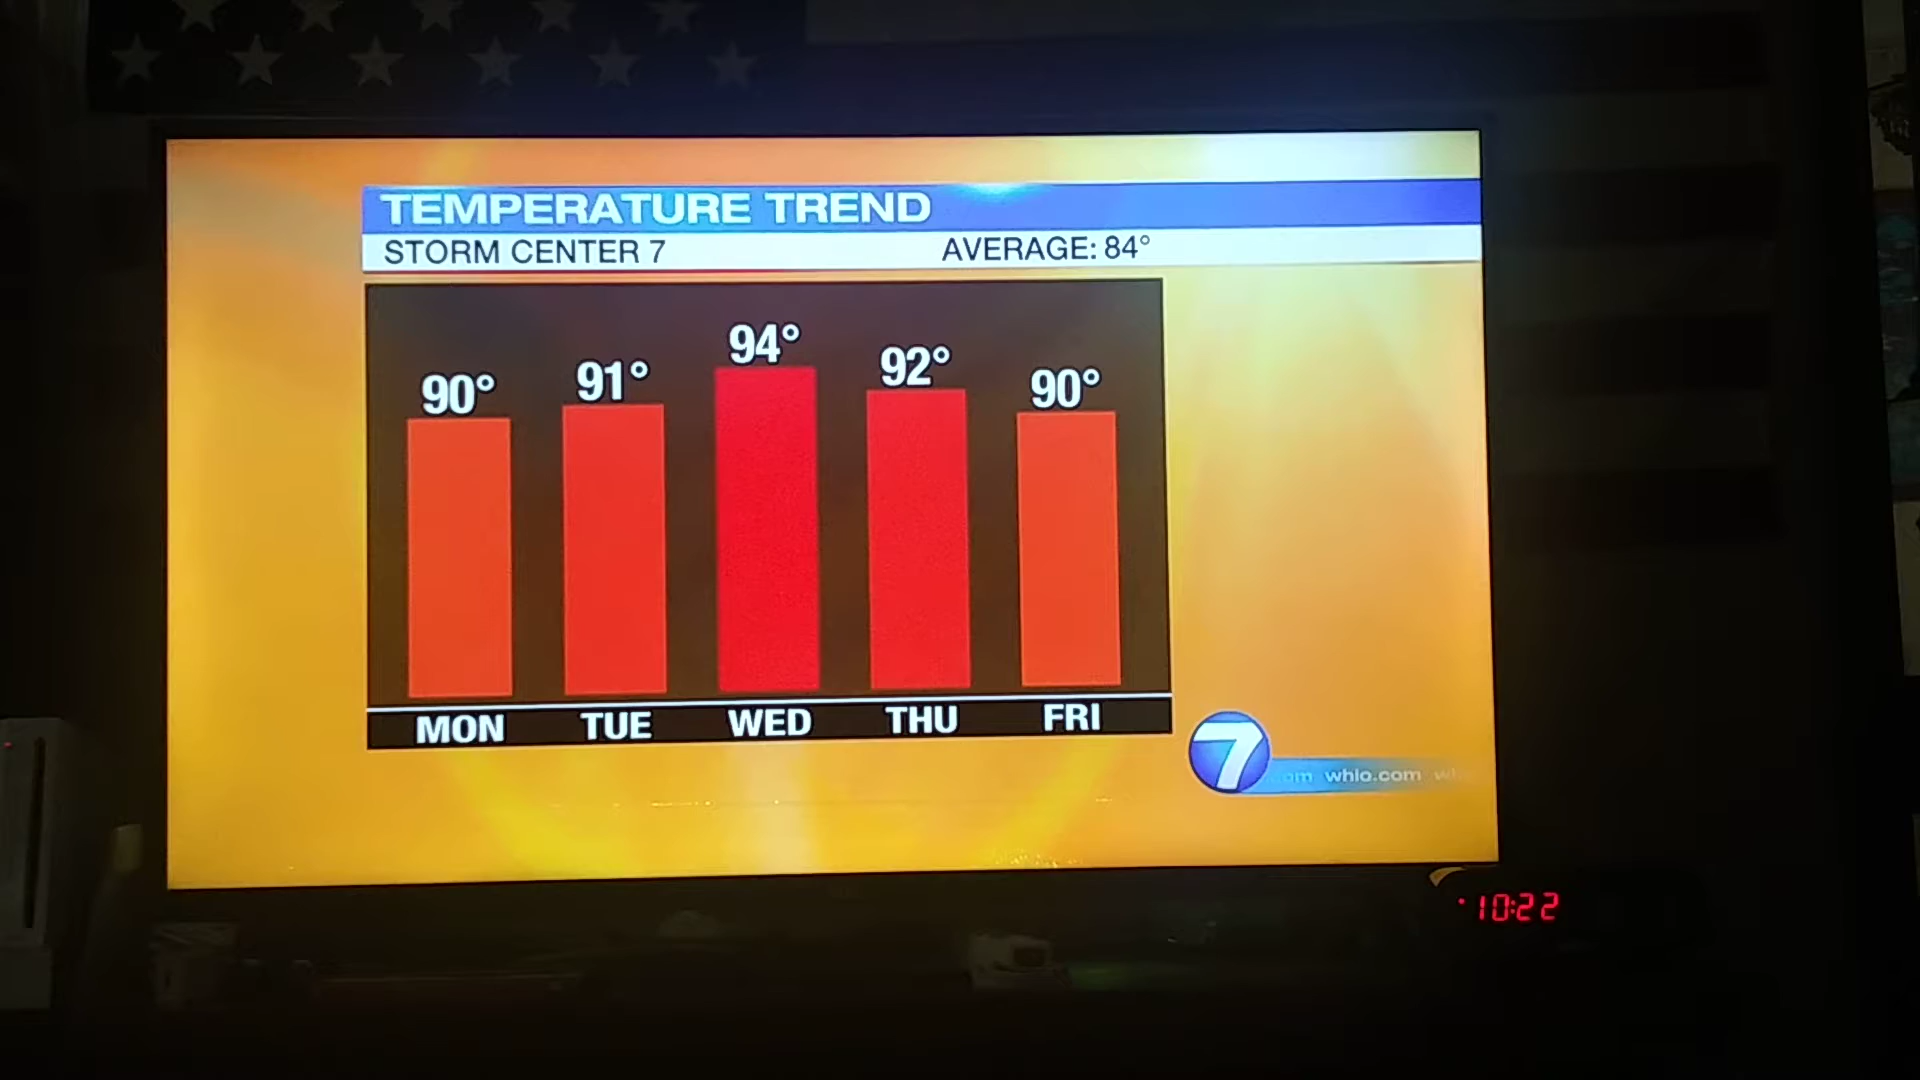 TEMPERATURE TREND
STORM CENTER 7 AVERAGE: 84°
90° 91° 94° 92° 90°
MON TUE WED THU FRI
7 om whio.com
10:22